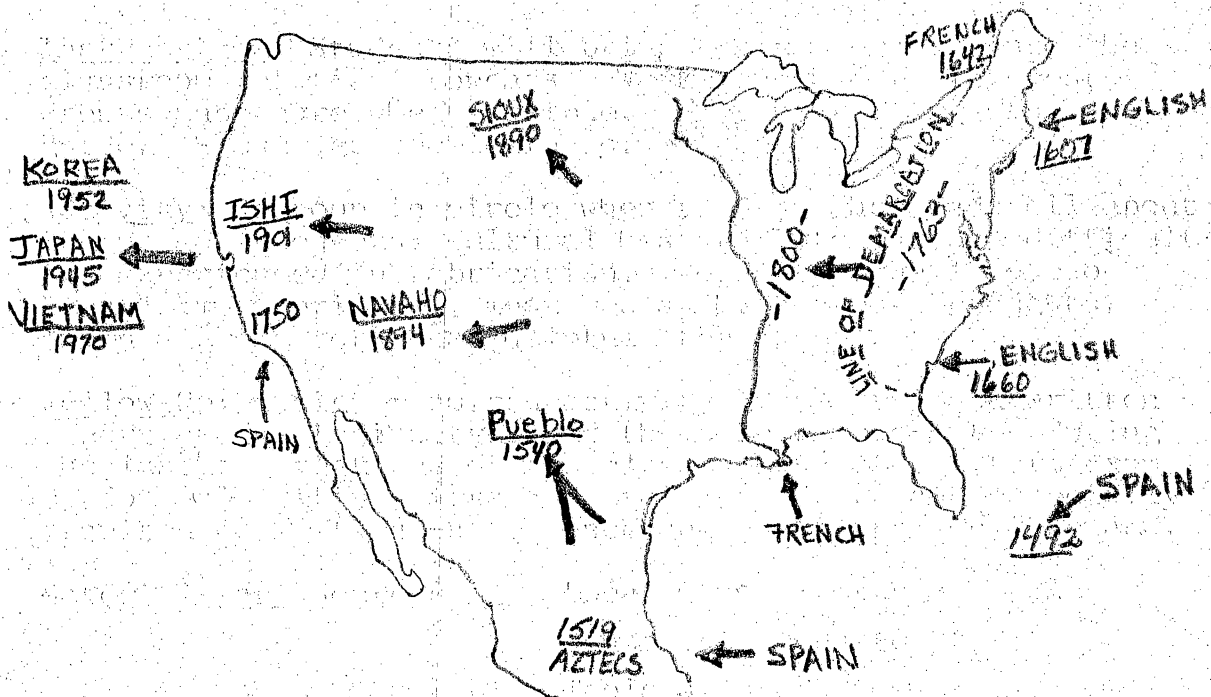 FRENCH
1642
ENGLISH
1607
SIOUX
1890
KOREA
1952
JAPAN
1945
VIETNAM
1970
ISHI
1901
1750
SPAIN
NAVAHO
1894
-1800-
LINE OF DEMARCATION
-1763-
ENGLISH
1660
Pueblo
1540
FRENCH
SPAIN
1492
1519
AZTECS
SPAIN